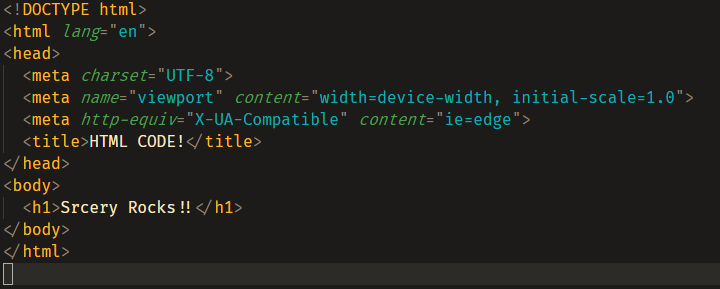 <!DOCTYPE html>
<html lang="en">
<head>
  <meta charset="UTF-8">
  <meta name="viewport" content="width=device-width, initial-scale=1.0">
  <meta http-equiv="X-UA-Compatible" content="ie=edge">
  <title>HTML CODE!</title>
</head>
<body>
  <h1>Srcery Rocks!!</h1>
</body>
</html>